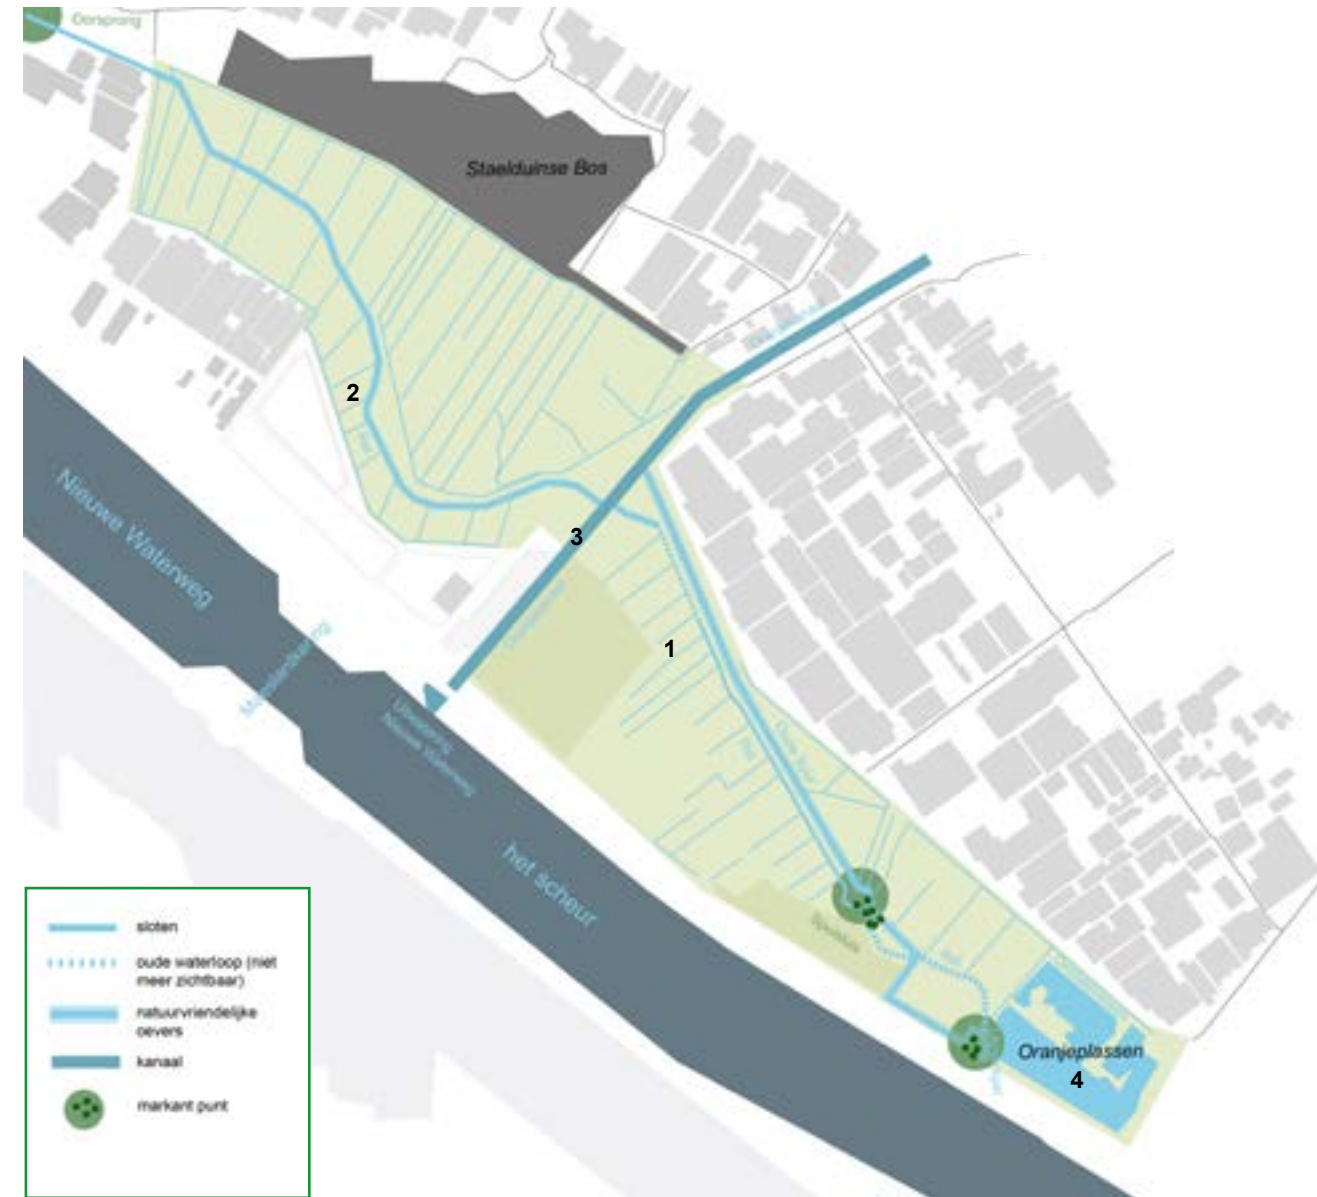 Oorsprong
Staelduinse Bos
2
3
1
Nieuwe Waterweg
Maeslantkering
Uitwatering
Nieuwe Waterweg
het scheur
Oranjeplassen
4
sloten
oude waterloop (niet
meer zichtbaar)
natuurvriendelijke
oevers
kanaal
markant punt